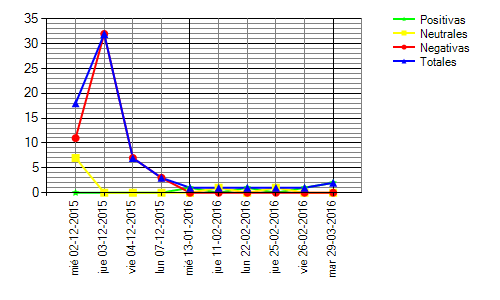 35
30
25
20
15
10
5
0
mié 02-12-2015
jue 03-12-2015
vie 04-12-2015
lun 07-12-2015
mié 13-01-2016
jue 11-02-2016
lun 22-02-2016
jue 25-02-2016
vie 26-02-2016
mar 29-03-2016
Positivas
Neutrales
Negativas
Totales